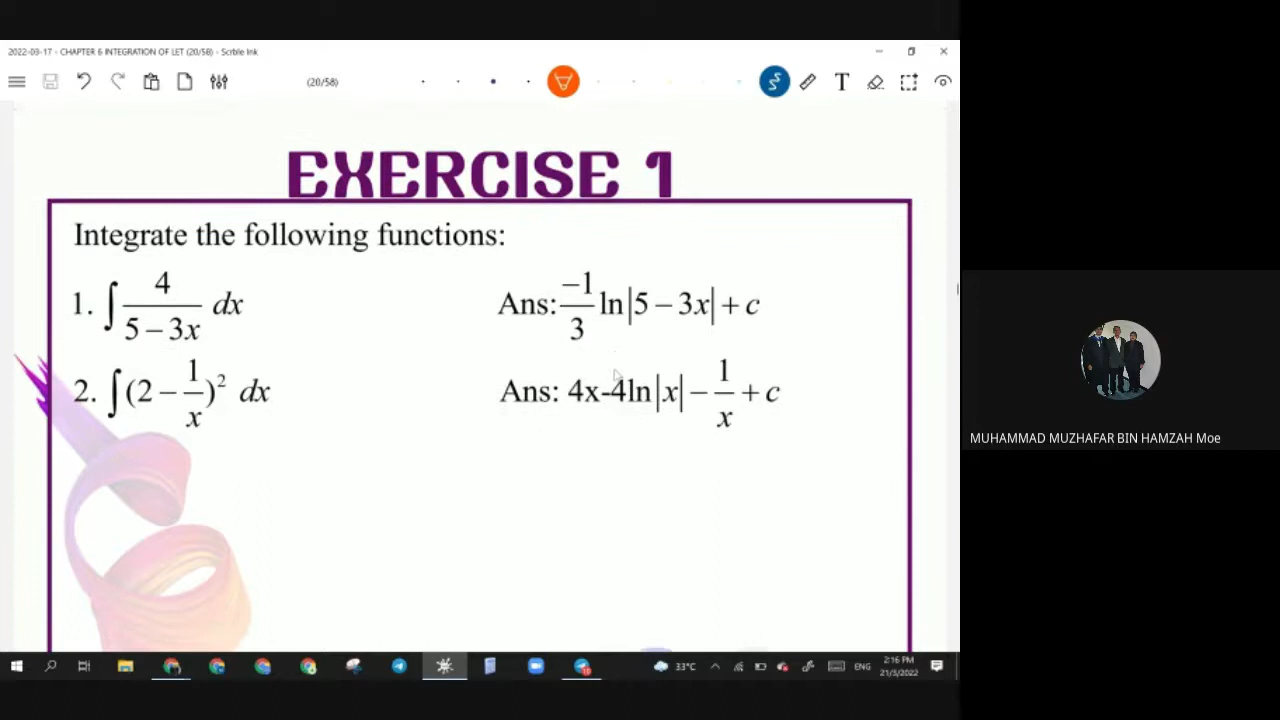 2022-03-17 - CHAPTER 6 INTEGRATION OF LET (20/58) - Scrble Ink
(20/58)
T
EXERCISE 1
Integrate the following functions:
1. ∫ 4/(5 − 3x) dx Ans: −1/3 ln|5 − 3x| + c
2. ∫(2 − 1/x)² dx Ans: 4x-4ln|x| − 1/x + c
MUHAMMAD MUZHAFAR BIN HAMZAH Moe
33°C ENG 2:16 PM
21/5/2022